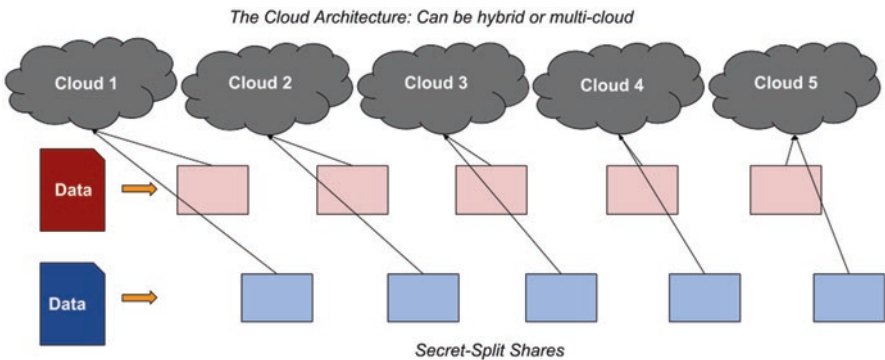 The Cloud Architecture: Can be hybrid or multi-cloud
Cloud 1
Cloud 2
Cloud 3
Cloud 4
Cloud 5
Data
Data
Secret-Split Shares